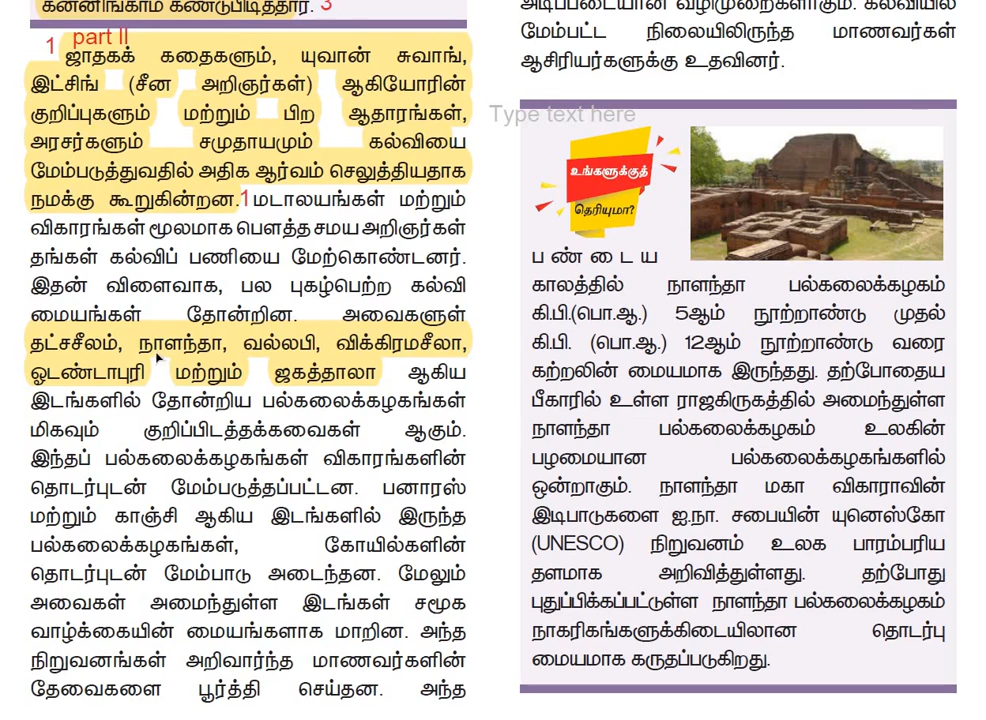 கன்னிங்காம் கண்டுபிடித்தார். 3
part II
1 ஜாதகக் கதைகளும், யுவான் சுவாங்,
இட்சிங் (சீன அறிஞர்கள்) ஆகியோரின்
குறிப்புகளும் மற்றும் பிற ஆதாரங்கள்,
அரசர்களும் சமுதாயமும் கல்வியை
மேம்படுத்துவதில் அதிக ஆர்வம் செலுத்தியதாக
நமக்கு கூறுகின்றன.1 மடாலயங்கள் மற்றும்
விகாரங்கள் மூலமாக பௌத்த சமய அறிஞர்கள்
தங்கள் கல்விப் பணியை மேற்கொண்டனர்.
இதன் விளைவாக, பல புகழ்பெற்ற கல்வி
மையங்கள் தோன்றின. அவைகளுள்
தட்சசீலம், நாளந்தா, வல்லபி, விக்கிரமசீலா,
ஓடண்டாபுரி மற்றும் ஜகத்தாலா ஆகிய
இடங்களில் தோன்றிய பல்கலைக்கழகங்கள்
மிகவும் குறிப்பிடத்தக்கவைகள் ஆகும்.
இந்தப் பல்கலைக்கழகங்கள் விகாரங்களின்
தொடர்புடன் மேம்படுத்தப்பட்டன. பனாரஸ்
மற்றும் காஞ்சி ஆகிய இடங்களில் இருந்த
பல்கலைக்கழகங்கள், கோயில்களின்
தொடர்புடன் மேம்பாடு அடைந்தன. மேலும்
அவைகள் அமைந்துள்ள இடங்கள் சமூக
வாழ்க்கையின் மையங்களாக மாறின. அந்த
நிறுவனங்கள் அறிவார்ந்த மாணவர்களின்
தேவைகளை பூர்த்தி செய்தன. அந்த
அடிப்படையான வழிமுறைகளாகும். கல்வியில்
மேம்பட்ட நிலையிலிருந்த மாணவர்கள்
ஆசிரியர்களுக்கு உதவினர்.
Type text here
உங்களுக்குத்
தெரியுமா?
பண்டைய
காலத்தில் நாளந்தா பல்கலைக்கழகம்
கி.பி.(பொ.ஆ.) 5ஆம் நூற்றாண்டு முதல்
கி.பி. (பொ.ஆ.) 12ஆம் நூற்றாண்டு வரை
கற்றலின் மையமாக இருந்தது. தற்போதைய
பீகாரில் உள்ள ராஜகிருகத்தில் அமைந்துள்ள
நாளந்தா பல்கலைக்கழகம் உலகின்
பழமையான பல்கலைக்கழகங்களில்
ஒன்றாகும். நாளந்தா மகா விகாராவின்
இடிபாடுகளை ஐ.நா. சபையின் யுனெஸ்கோ
(UNESCO) நிறுவனம் உலக பாரம்பரிய
தளமாக அறிவித்துள்ளது. தற்போது
புதுப்பிக்கப்பட்டுள்ள நாளந்தா பல்கலைக்கழகம்
நாகரிகங்களுக்கிடையிலான தொடர்பு
மையமாக கருதப்படுகிறது.